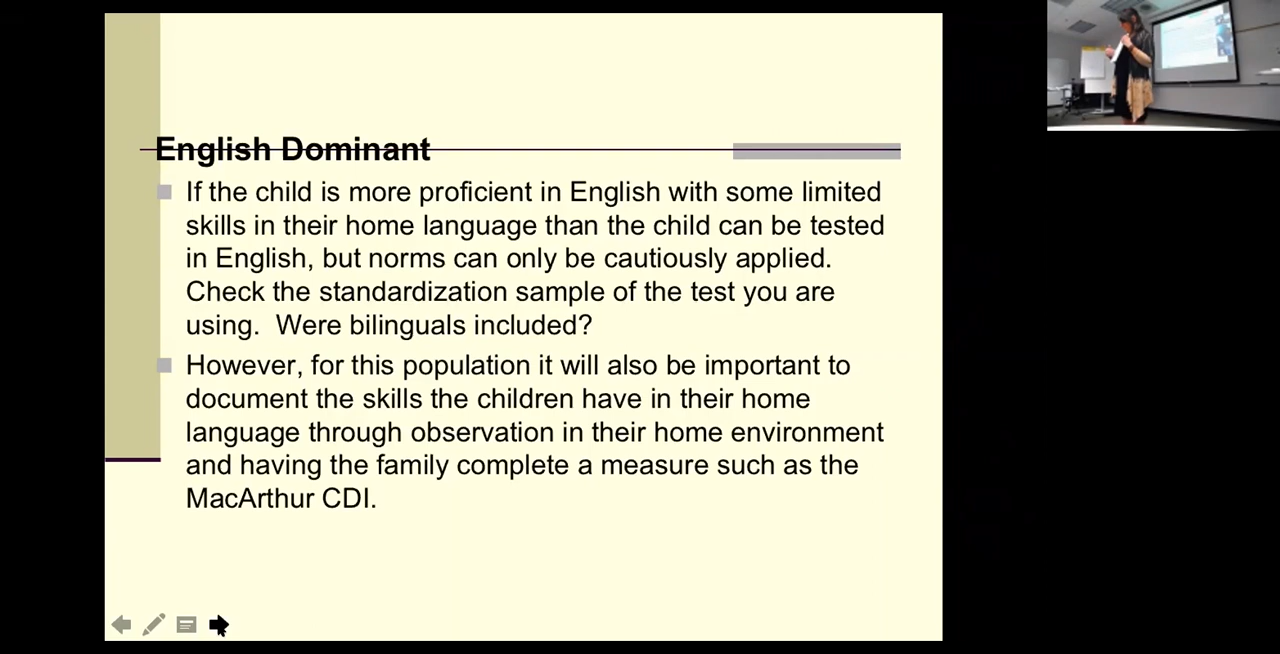 English Dominant
If the child is more proficient in English with some limited
skills in their home language than the child can be tested
in English, but norms can only be cautiously applied.
Check the standardization sample of the test you are
using.  Were bilinguals included?
However, for this population it will also be important to
document the skills the children have in their home
language through observation in their home environment
and having the family complete a measure such as the
MacArthur CDI.